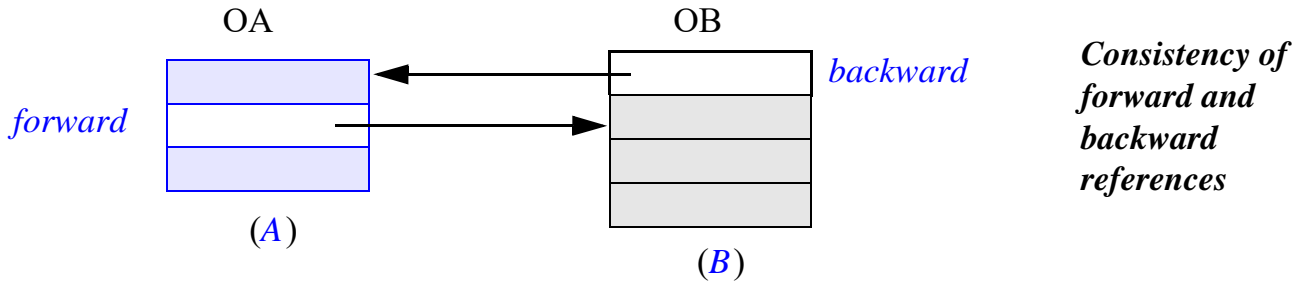 OA
OB
forward
backward
(A)
(B)
Consistency of
forward and
backward
references